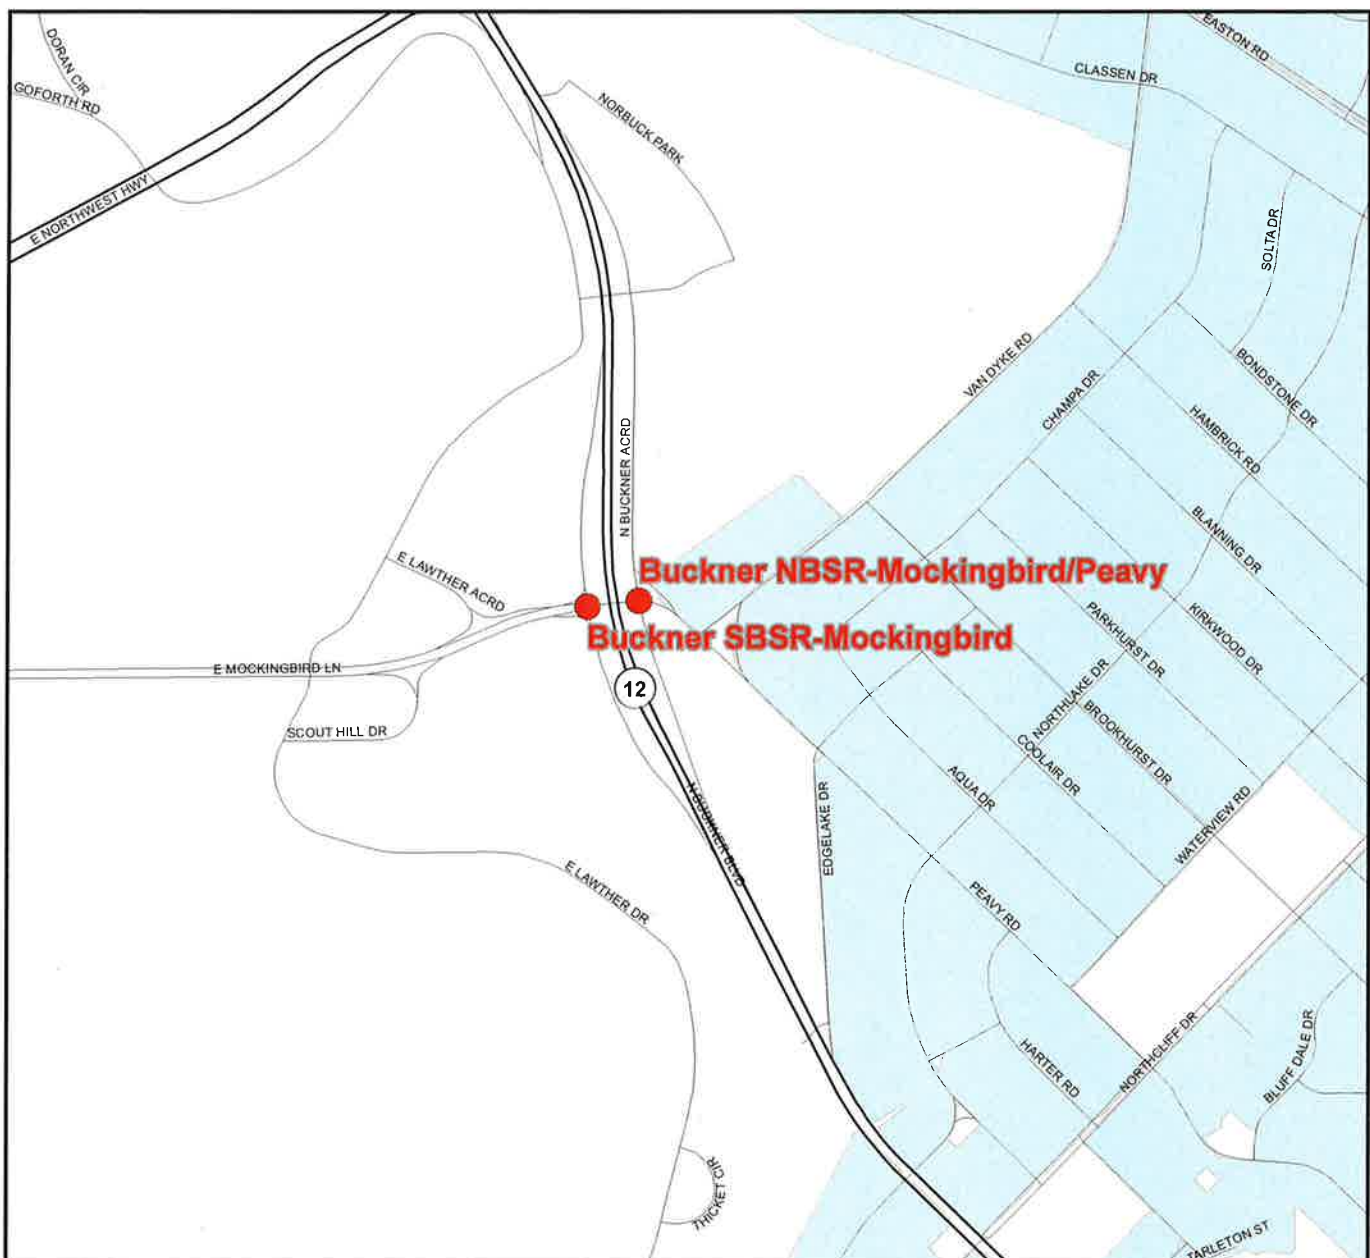 EASTON RD
DORAN CIR
CLASSEN DR
GOFORTH RD
NORBUCK PARK
E NORTHWEST HWY
SOLTA DR
VAN DYKE RD
CHAMPA DR
BONDSTONE DR
HAMBRICK RD
N BUCKNER ACRD
BLANNING DR
E LAWTHER ACRD
Buckner NBSR-Mockingbird/Peavy
Buckner SBSR-Mockingbird
PARKHURST DR
KIRKWOOD DR
E MOCKINGBIRD LN
12
NORTHLAKE DR
SCOUT HILL DR
BROOKHURST DR
COOLAIR DR
AQUA DR
N BUCKNER BLVD
EDGELAKE DR
WATERVIEW RD
E LAWTHER DR
PEAVY RD
HARTER RD
NORTHCLIFF DR
BLUFF DALE DR
THICKET CIR
TARLETON ST